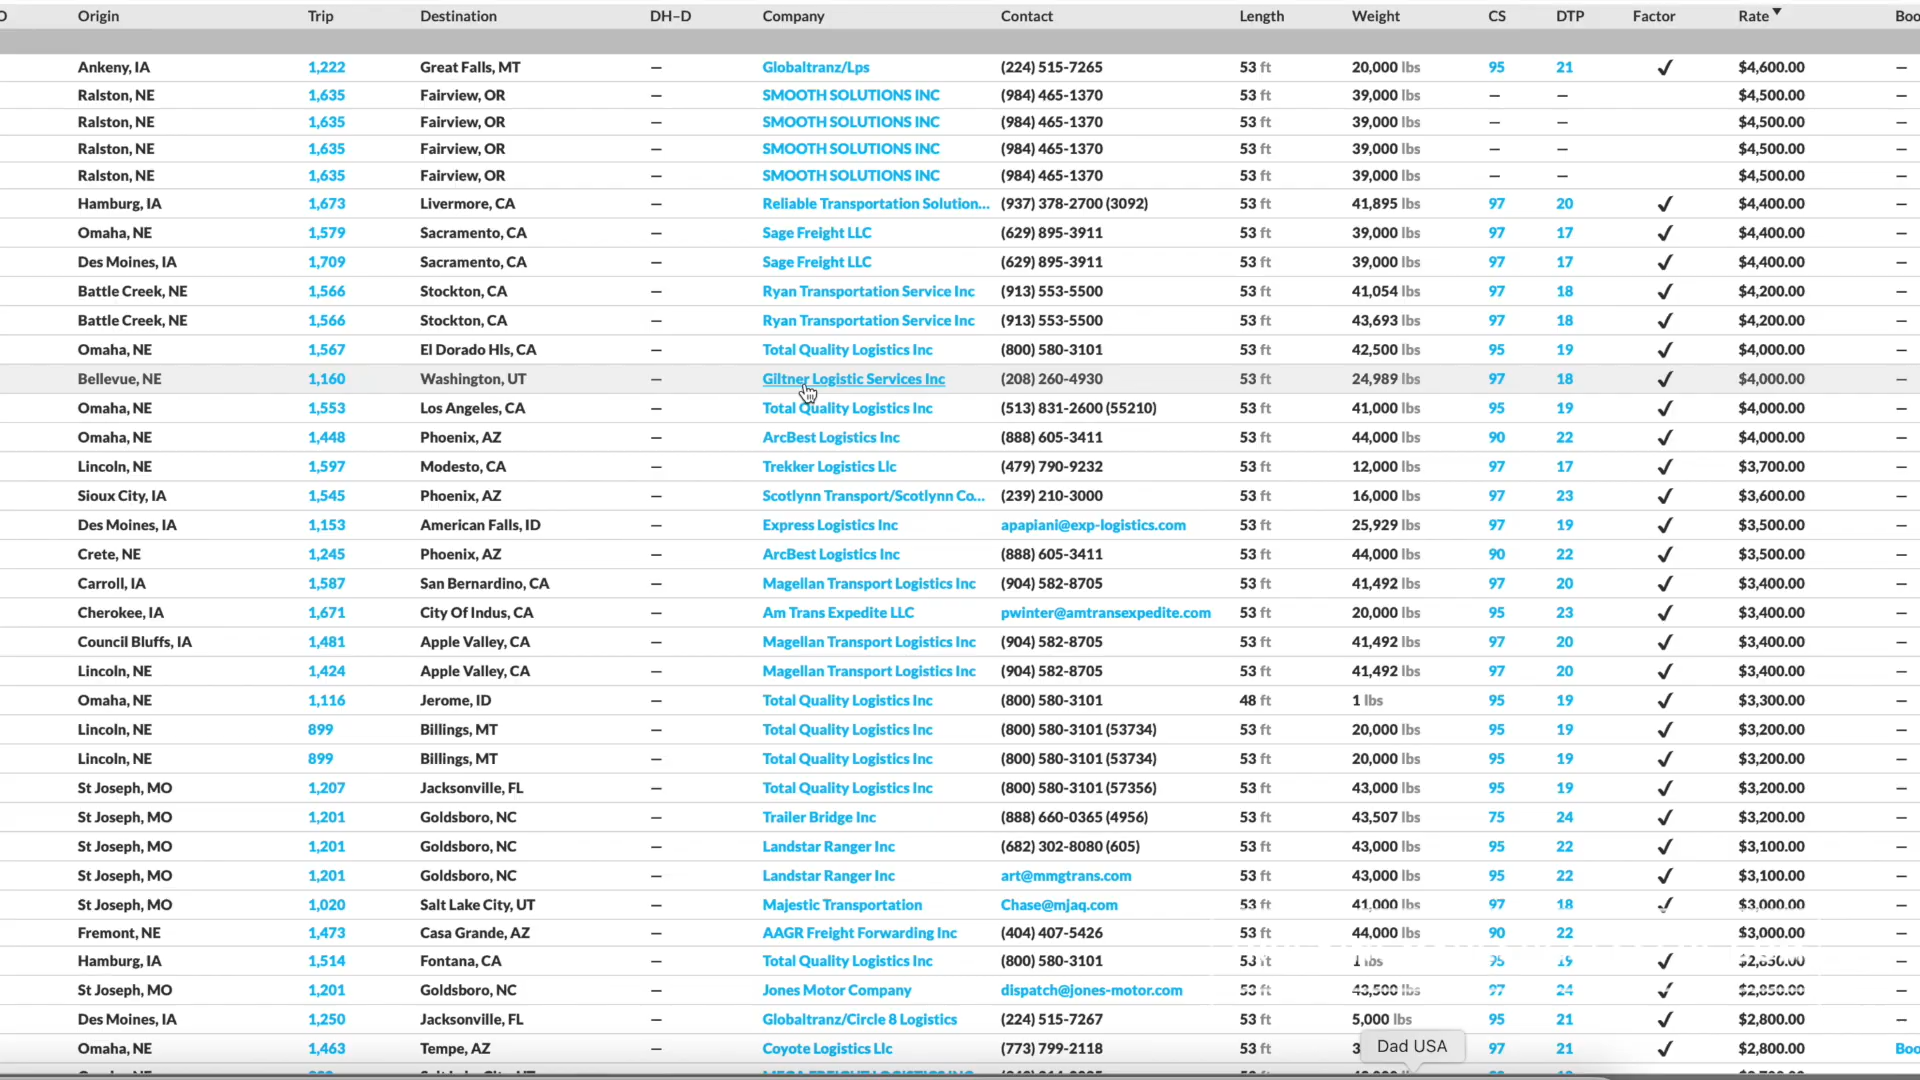 Origin Trip Destination DH–D Company Contact Length Weight CS DTP Factor Rate Boo
Ankeny, IA 1,222 Great Falls, MT — Globaltranz/Lps (224) 515-7265 53 ft 20,000 lbs 95 21 ✓ $4,600.00 —
Ralston, NE 1,635 Fairview, OR — SMOOTH SOLUTIONS INC (984) 465-1370 53 ft 39,000 lbs — — $4,500.00 —
Ralston, NE 1,635 Fairview, OR — SMOOTH SOLUTIONS INC (984) 465-1370 53 ft 39,000 lbs — — $4,500.00 —
Ralston, NE 1,635 Fairview, OR — SMOOTH SOLUTIONS INC (984) 465-1370 53 ft 39,000 lbs — — $4,500.00 —
Ralston, NE 1,635 Fairview, OR — SMOOTH SOLUTIONS INC (984) 465-1370 53 ft 39,000 lbs — — $4,500.00 —
Hamburg, IA 1,673 Livermore, CA — Reliable Transportation Solution... (937) 378-2700 (3092) 53 ft 41,895 lbs 97 20 ✓ $4,400.00 —
Omaha, NE 1,579 Sacramento, CA — Sage Freight LLC (629) 895-3911 53 ft 39,000 lbs 97 17 ✓ $4,400.00 —
Des Moines, IA 1,709 Sacramento, CA — Sage Freight LLC (629) 895-3911 53 ft 39,000 lbs 97 17 ✓ $4,400.00 —
Battle Creek, NE 1,566 Stockton, CA — Ryan Transportation Service Inc (913) 553-5500 53 ft 41,054 lbs 97 18 ✓ $4,200.00 —
Battle Creek, NE 1,566 Stockton, CA — Ryan Transportation Service Inc (913) 553-5500 53 ft 43,693 lbs 97 18 ✓ $4,200.00 —
Omaha, NE 1,567 El Dorado Hls, CA — Total Quality Logistics Inc (800) 580-3101 53 ft 42,500 lbs 95 19 ✓ $4,000.00 —
Bellevue, NE 1,160 Washington, UT — Giltner Logistic Services Inc (208) 260-4930 53 ft 24,989 lbs 97 18 ✓ $4,000.00 —
Omaha, NE 1,553 Los Angeles, CA — Total Quality Logistics Inc (513) 831-2600 (55210) 53 ft 41,000 lbs 95 19 ✓ $4,000.00 —
Omaha, NE 1,448 Phoenix, AZ — ArcBest Logistics Inc (888) 605-3411 53 ft 44,000 lbs 90 22 ✓ $4,000.00 —
Lincoln, NE 1,597 Modesto, CA — Trekker Logistics Llc (479) 790-9232 53 ft 12,000 lbs 97 17 ✓ $3,700.00 —
Sioux City, IA 1,545 Phoenix, AZ — Scotlynn Transport/Scotlynn Co... (239) 210-3000 53 ft 16,000 lbs 97 23 ✓ $3,600.00 —
Des Moines, IA 1,153 American Falls, ID — Express Logistics Inc apapiani@exp-logistics.com 53 ft 25,929 lbs 97 19 ✓ $3,500.00 —
Crete, NE 1,245 Phoenix, AZ — ArcBest Logistics Inc (888) 605-3411 53 ft 44,000 lbs 90 22 ✓ $3,500.00 —
Carroll, IA 1,587 San Bernardino, CA — Magellan Transport Logistics Inc (904) 582-8705 53 ft 41,492 lbs 97 20 ✓ $3,400.00 —
Cherokee, IA 1,671 City Of Indus, CA — Am Trans Expedite LLC pwinter@amtransexpedite.com 53 ft 20,000 lbs 95 23 ✓ $3,400.00 —
Council Bluffs, IA 1,481 Apple Valley, CA — Magellan Transport Logistics Inc (904) 582-8705 53 ft 41,492 lbs 97 20 ✓ $3,400.00 —
Lincoln, NE 1,424 Apple Valley, CA — Magellan Transport Logistics Inc (904) 582-8705 53 ft 41,492 lbs 97 20 ✓ $3,400.00 —
Omaha, NE 1,116 Jerome, ID — Total Quality Logistics Inc (800) 580-3101 48 ft 1 lbs 95 19 ✓ $3,300.00 —
Lincoln, NE 899 Billings, MT — Total Quality Logistics Inc (800) 580-3101 (53734) 53 ft 20,000 lbs 95 19 ✓ $3,200.00 —
Lincoln, NE 899 Billings, MT — Total Quality Logistics Inc (800) 580-3101 (53734) 53 ft 20,000 lbs 95 19 ✓ $3,200.00 —
St Joseph, MO 1,207 Jacksonville, FL — Total Quality Logistics Inc (800) 580-3101 (57356) 53 ft 43,000 lbs 95 19 ✓ $3,200.00 —
St Joseph, MO 1,201 Goldsboro, NC — Trailer Bridge Inc (888) 660-0365 (4956) 53 ft 43,507 lbs 75 24 ✓ $3,200.00 —
St Joseph, MO 1,201 Goldsboro, NC — Landstar Ranger Inc (682) 302-8080 (605) 53 ft 43,000 lbs 95 22 ✓ $3,100.00 —
St Joseph, MO 1,201 Goldsboro, NC — Landstar Ranger Inc art@mmgtrans.com 53 ft 43,000 lbs 95 22 ✓ $3,100.00 —
St Joseph, MO 1,020 Salt Lake City, UT — Majestic Transportation Chase@mjaq.com 53 ft 41,000 lbs 97 18 ✓ $3,000.00 —
Fremont, NE 1,473 Casa Grande, AZ — AAGR Freight Forwarding Inc (404) 407-5426 53 ft 44,000 lbs 90 22 $3,000.00 —
Hamburg, IA 1,514 Fontana, CA — Total Quality Logistics Inc (800) 580-3101 53 ft 1 lbs 95 19 ✓ $2,850.00 —
St Joseph, MO 1,201 Goldsboro, NC — Jones Motor Company dispatch@jones-motor.com 53 ft 43,500 lbs 97 24 ✓ $2,850.00 —
Des Moines, IA 1,250 Jacksonville, FL — Globaltranz/Circle 8 Logistics (224) 515-7267 53 ft 5,000 lbs 95 21 ✓ $2,800.00 —
Omaha, NE 1,463 Tempe, AZ — Coyote Logistics Llc (773) 799-2118 53 ft 3 97 21 ✓ $2,800.00 Boo
Dad USA